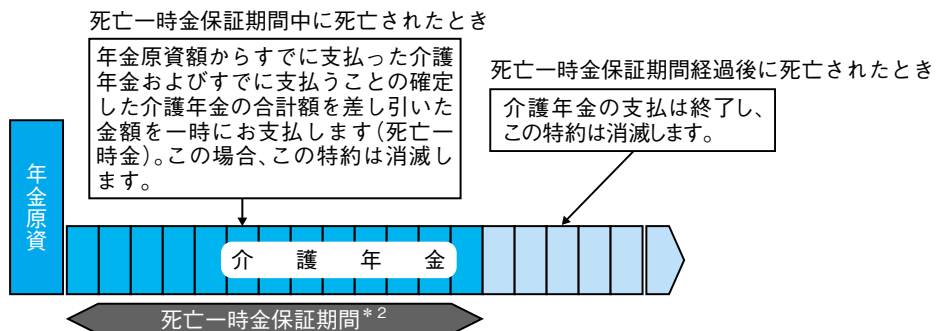 死亡一時金保証期間中に死亡されたとき
年金原資額からすでに支払った介護
年金およびすでに支払うことの確定
した介護年金の合計額を差し引いた
金額を一時にお支払します(死亡一
時金)。この場合、この特約は消滅し
ます。
死亡一時金保証期間経過後に死亡されたとき
介護年金の支払は終了し、
この特約は消滅します。
年金原資
介護年金
死亡一時金保証期間*2